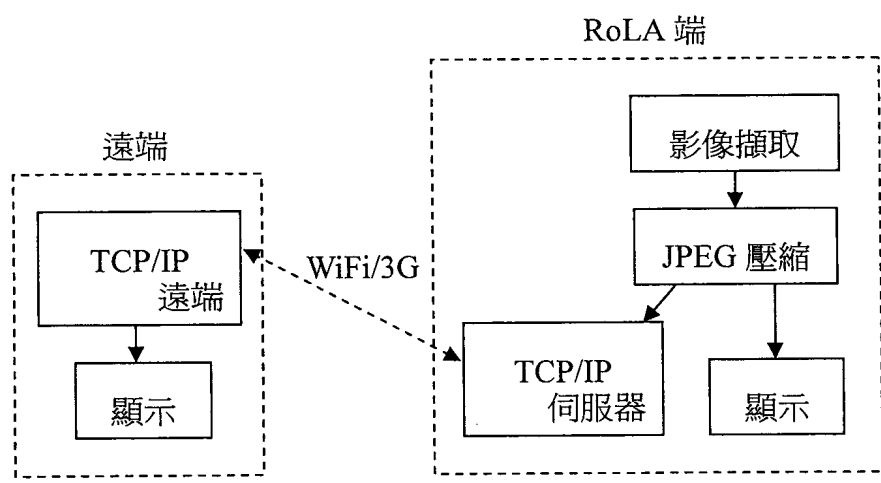 RoLA 端
影像擷取
遠端
TCP/IP
遠端
WiFi/3G
JPEG 壓縮
TCP/IP
伺服器
顯示
顯示